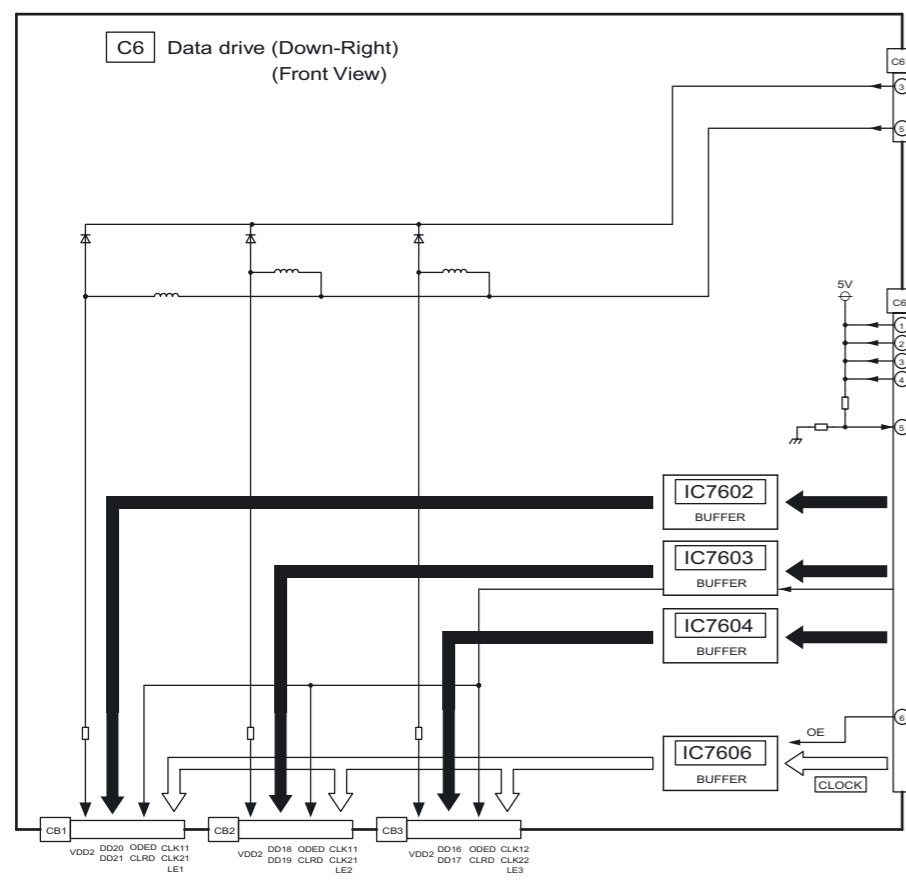 C6 Data drive (Down-Right)
(Front View)
C6
3
5
5V
C6
1
2
3
4
5
IC7602
BUFFER
IC7603
BUFFER
IC7604
BUFFER
6
OE
IC7606
BUFFER
CLOCK
CB1
VDD2 DD20 ODED CLK11
DD21 CLRD CLK21
LE1
CB2
VDD2 DD18 ODED CLK11
DD19 CLRD CLK21
LE2
CB3
VDD2 DD16 ODED CLK12
DD17 CLRD CLK22
LE3